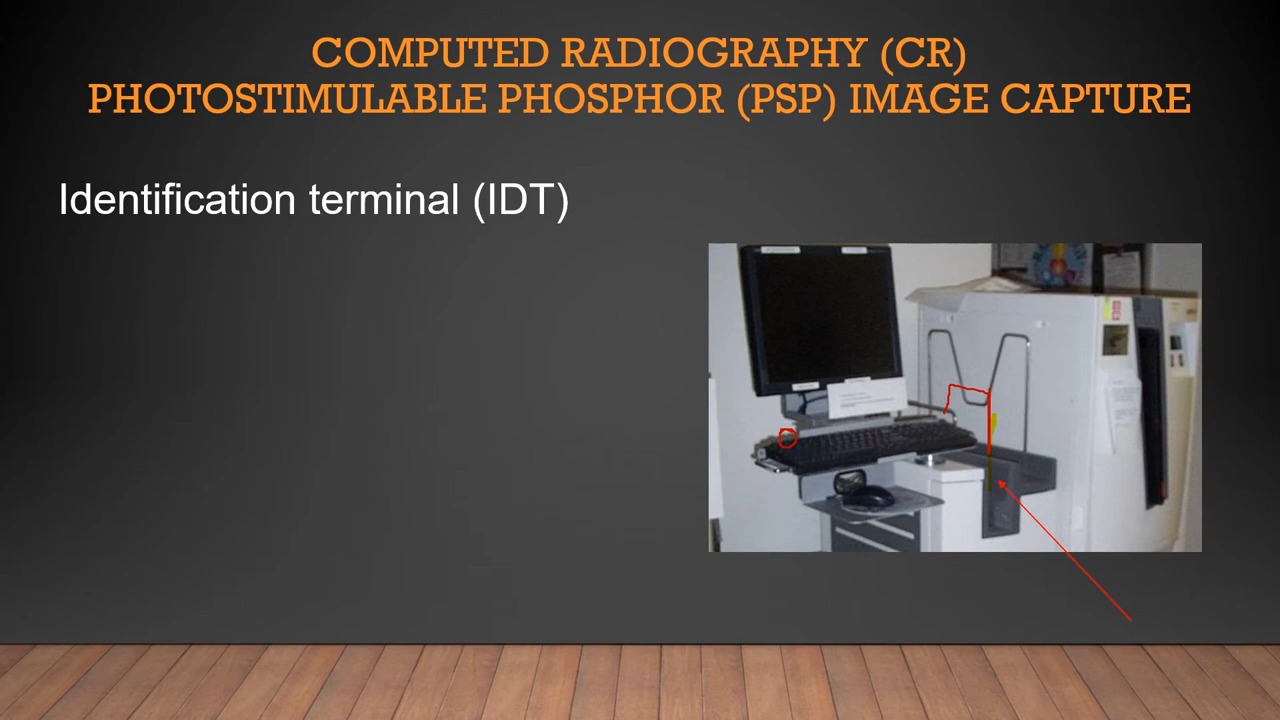 COMPUTED RADIOGRAPHY (CR)
PHOTOSTIMULABLE PHOSPHOR (PSP) IMAGE CAPTURE
Identification terminal (IDT)